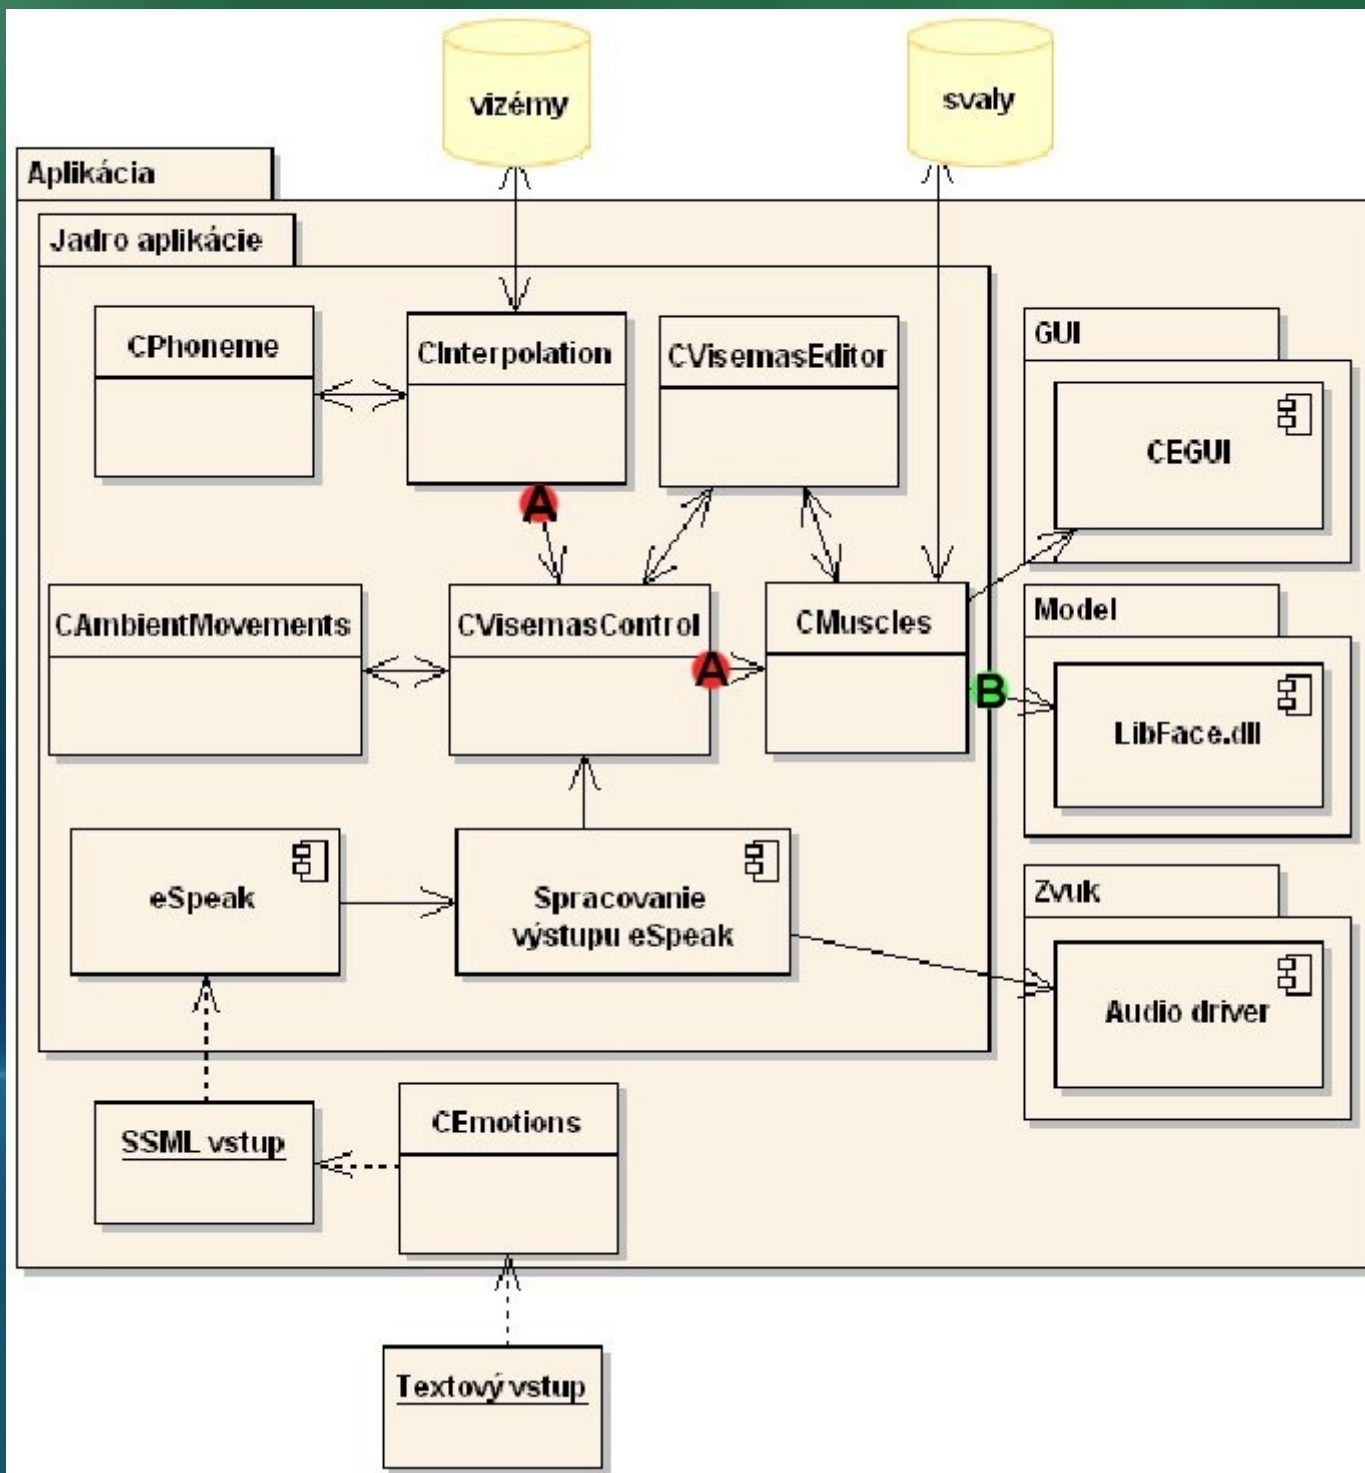 vizémy
svaly
Aplikácia
Jadro aplikácie
CPhoneme
CInterpolation
CVisemasEditor
GUI
CEGUI
A
CAmbientMovements
CVisemasControl
CMuscles
Model
A
B
LibFace.dll
eSpeak
Spracovanie
výstupu eSpeak
Zvuk
Audio driver
SSML vstup
CEmotions
Textový vstup